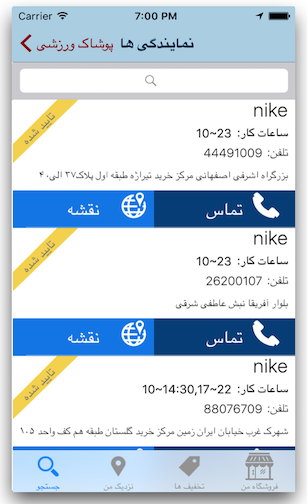 Carrier 7:00 PM
پوشاک ورزشی نمایندگی ها
nike
تایید شده
ساعات کار: 23~10
تلفن: 44491009
بزرگراه اشرفی اصفهانی مرکز خرید تیراژه طبقه اول پلاک۳۷ الی۴۰
تماس نقشه
nike
تایید شده
ساعات کار: 23~10
تلفن: 26200107
بلوار آفریقا نبش عاطفی شرقی
تماس نقشه
nike
تایید شده
ساعات کار: 22~10~14:30,17
تلفن: 88076709
شهرک غرب خیابان ایران زمین مرکز خرید گلستان طبقه هم کف واحد ۱۰۵
فروشگاه من تخفیف ها نزدیک من جستجو